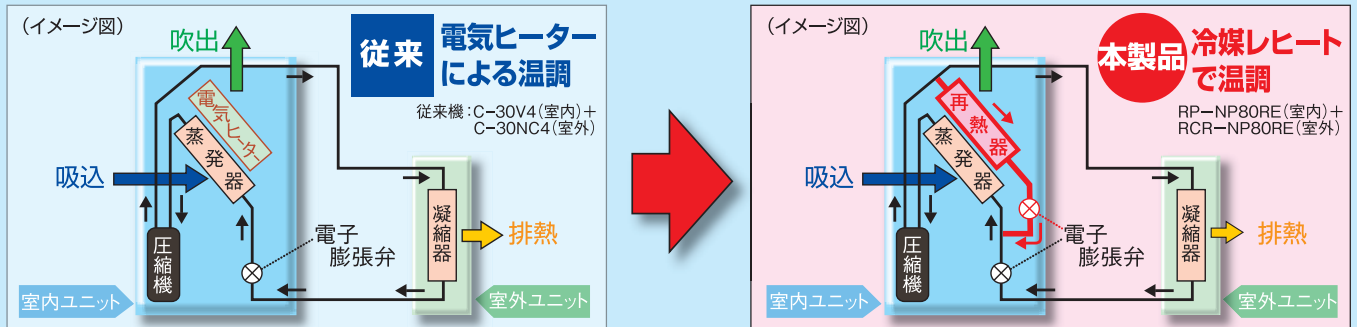 (イメージ図)
従来
電気ヒーター
による温調
従来機：C-30V4(室内)+
C-30NC4(室外)
吹出
電気ヒーター
蒸発器
吸込
圧縮機
電子
膨張弁
凝縮器
排熱
室内ユニット
室外ユニット
(イメージ図)
本製品
冷媒レヒート
で温調
RP-NP80RE(室内)+
RCR-NP80RE(室外)
吹出
再熱器
蒸発器
吸込
圧縮機
電子
膨張弁
凝縮器
排熱
室内ユニット
室外ユニット